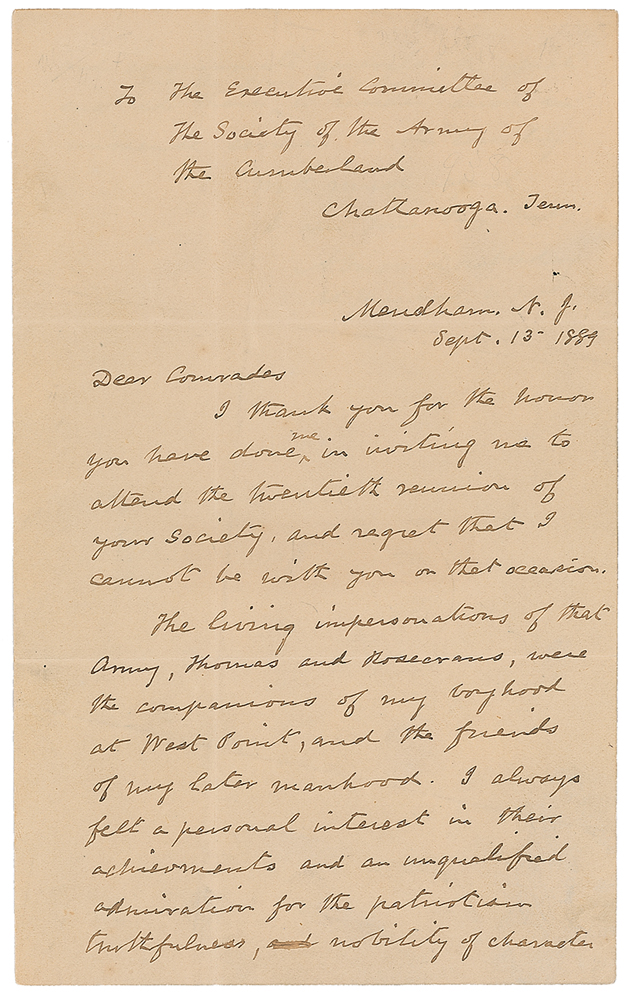 To The Executive Committee of
the Society of the Army of
the Cumberland
Chattanooga. Tenn.
Mendham. N. J.
Sept. 13 1889
Dear Comrades
I thank you for the honor
you have done me in inviting me to
attend the twentieth reunion of
your Society, and regret that I
cannot be with you on that occasion.
The living impersonations of that
Army, Thomas and Rosecrans, were
the companions of my boyhood
at West Point, and the friends
of my later manhood. I always
felt a personal interest in their
achievments and an unqualified
admiration for the patriotism
truthfulness, and nobility of character